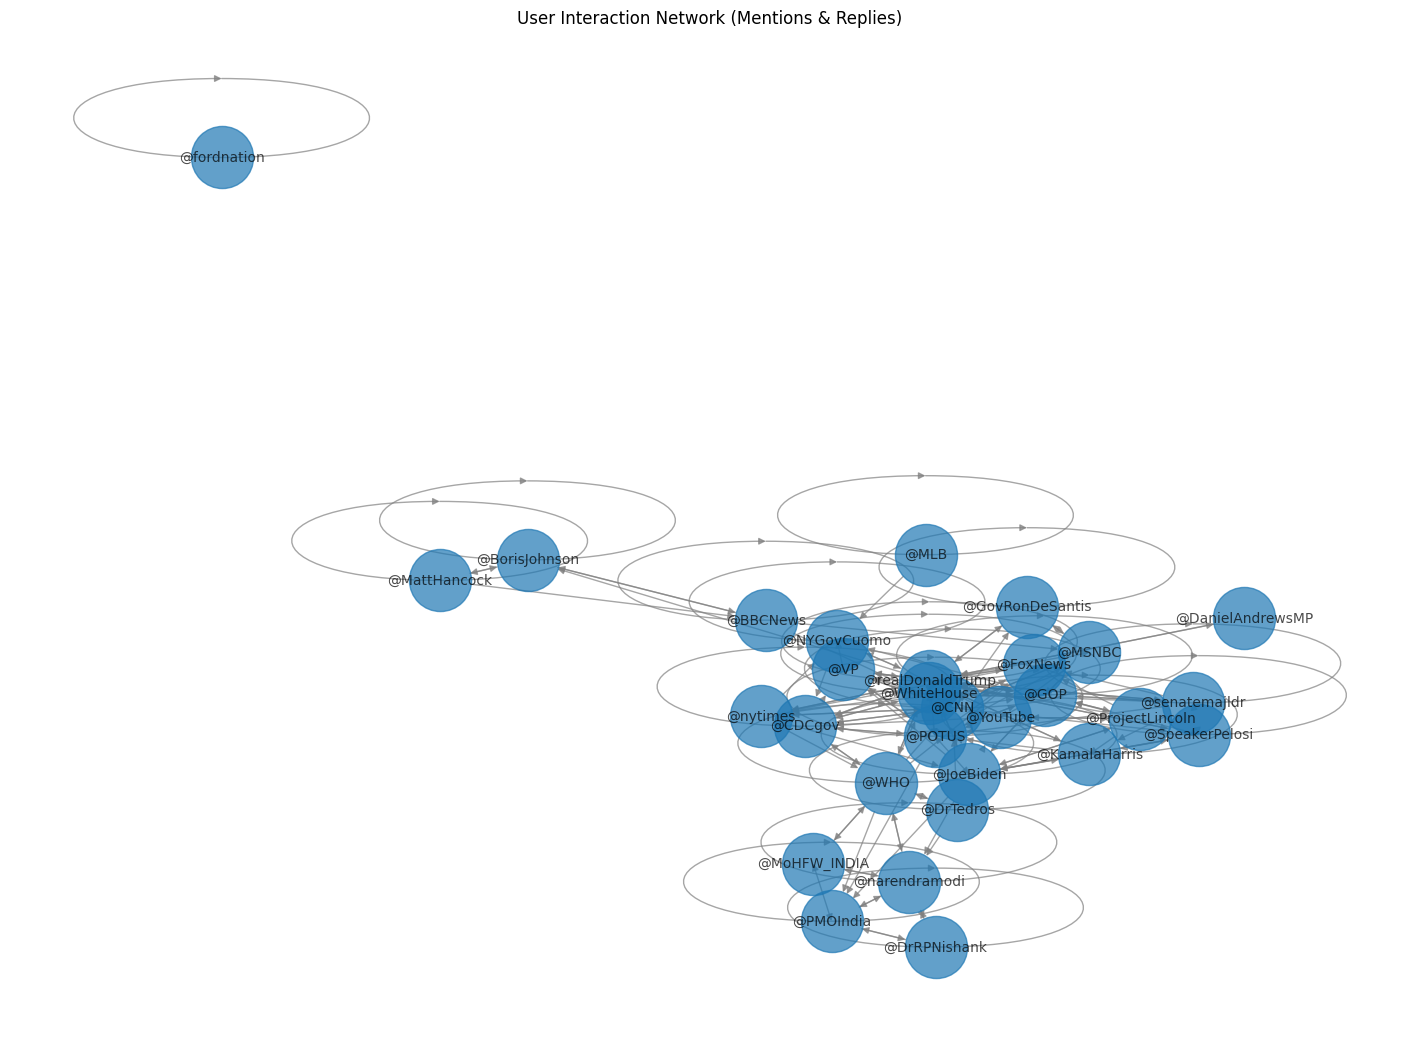 User Interaction Network (Mentions & Replies)
@fordnation
@MLB
@BorisJohnson
@MattHancock
@GovRonDeSantis
@DanielAndrewsMP
@BBCNews
@NYGovCuomo
@MSNBC
@FoxNews
@VP
@realDonaldTrump
@WhiteHouse
@GOP
@senatemajldr
@CNN
@nytimes
@YouTube
@ProjectLincoln
@CDCgov
@SpeakerPelosi
@POTUS
@KamalaHarris
@JoeBiden
@WHO
@DrTedros
@MoHFW_INDIA
@narendramodi
@PMOIndia
@DrRPNishank